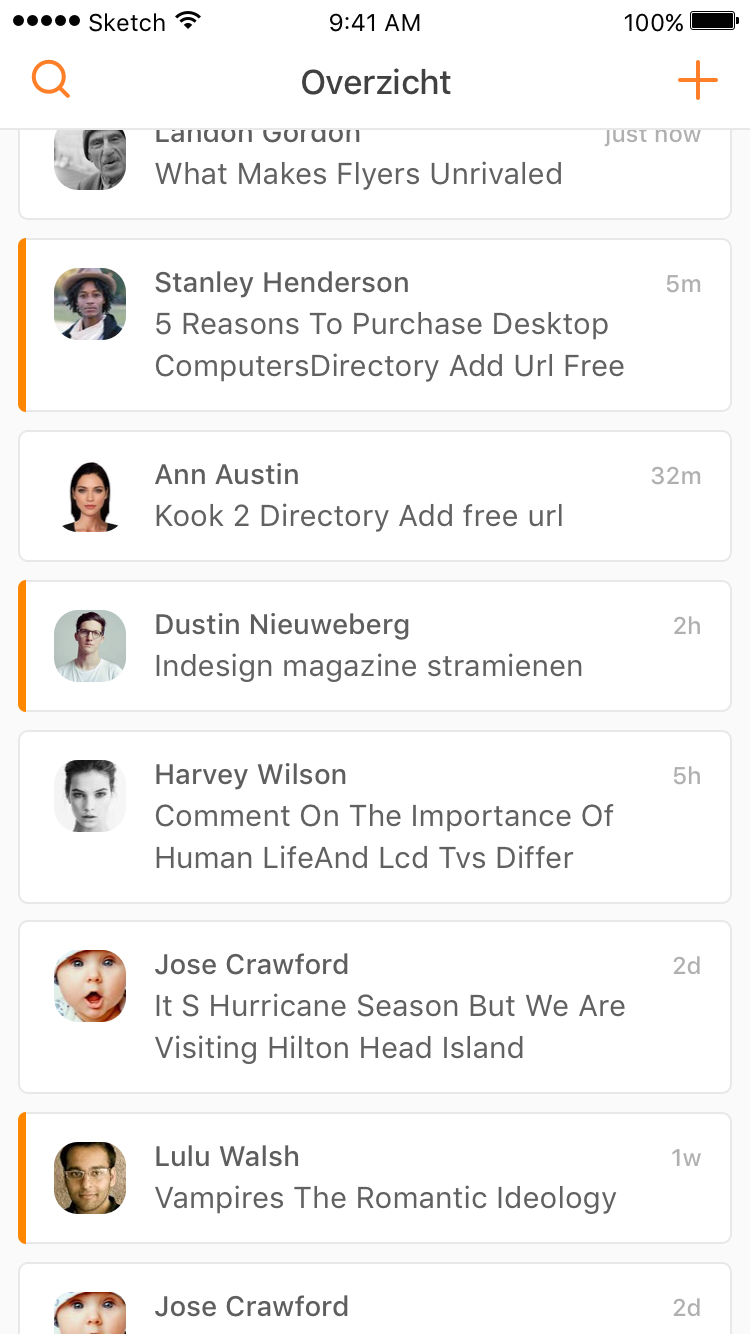 Sketch 9:41 AM 100%
Overzicht
Landon Gordon just now
What Makes Flyers Unrivaled
Stanley Henderson 5m
5 Reasons To Purchase Desktop
ComputersDirectory Add Url Free
Ann Austin 32m
Kook 2 Directory Add free url
Dustin Nieuweberg 2h
Indesign magazine stramienen
Harvey Wilson 5h
Comment On The Importance Of
Human LifeAnd Lcd Tvs Differ
Jose Crawford 2d
It S Hurricane Season But We Are
Visiting Hilton Head Island
Lulu Walsh 1w
Vampires The Romantic Ideology
Jose Crawford 2d